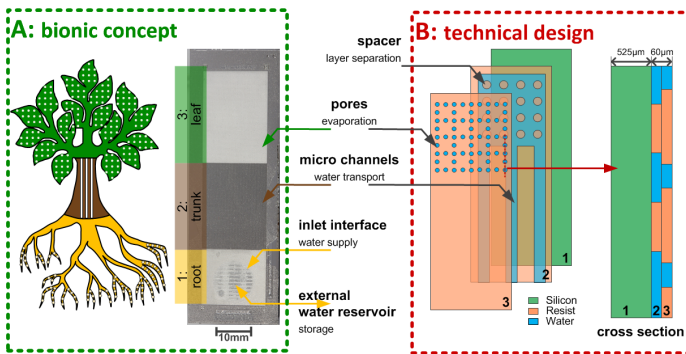 A: bionic concept
3:
leaf
2:
trunk
1:
root
10mm
spacer
layer separation
pores
evaporation
micro channels
water transport
inlet interface
water supply
external
water reservoir
storage
B: technical design
1
2
3
Silicon
Resist
Water
525µm
60µm
1
2
3
cross section